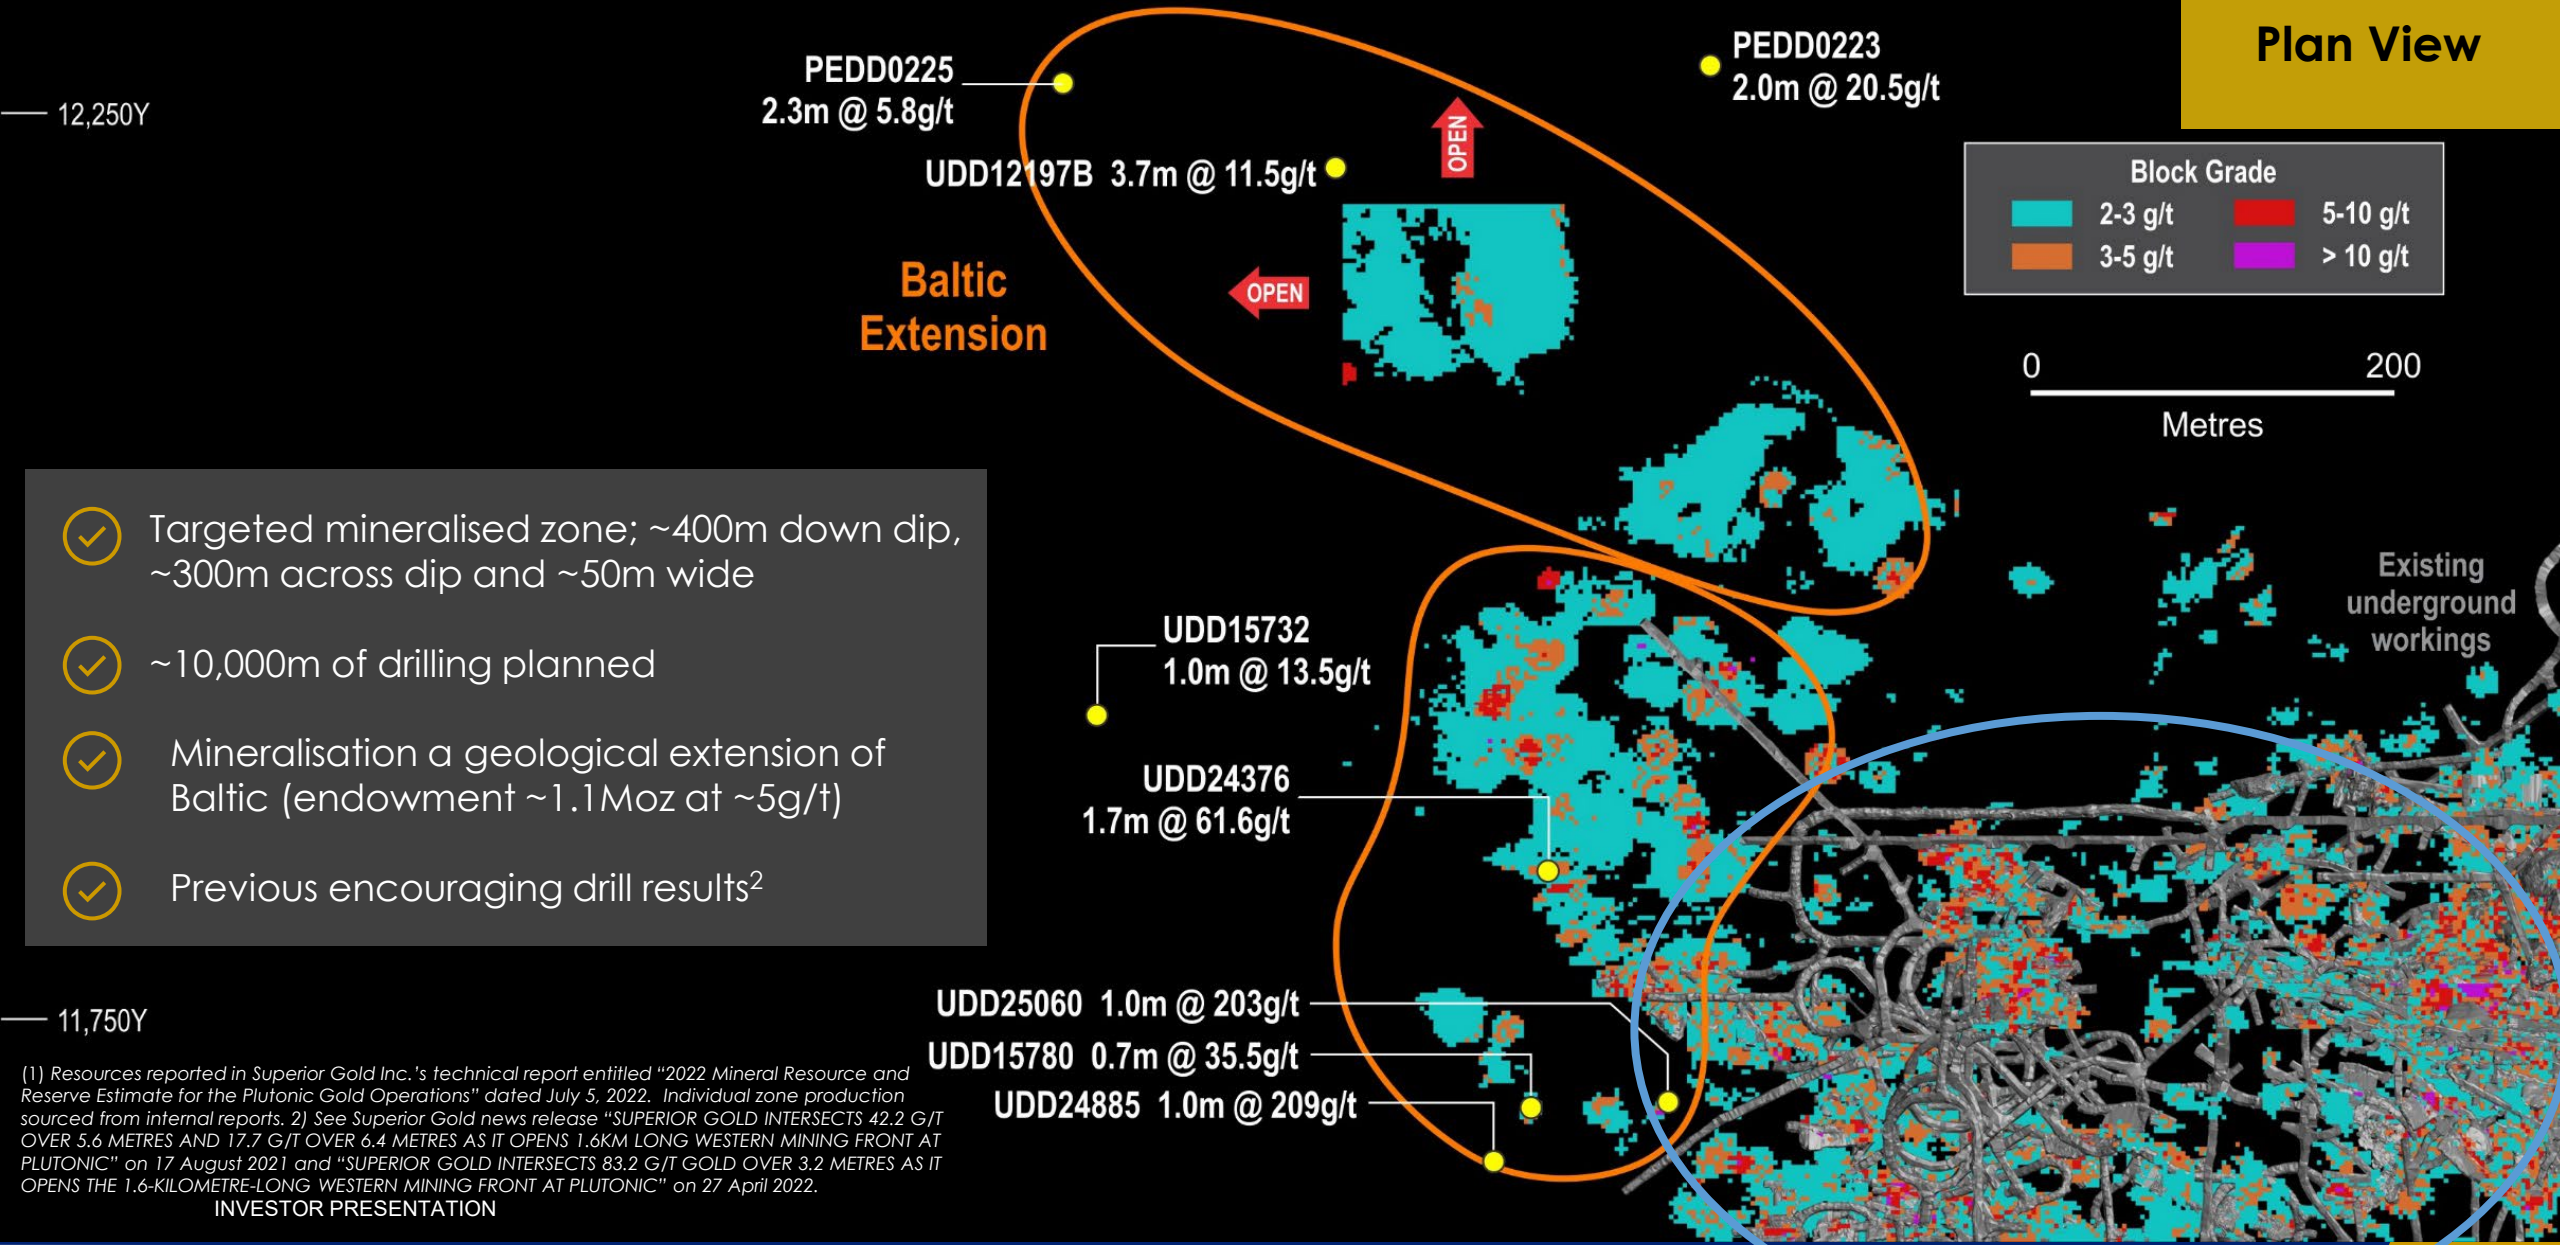 Plan View
PEDD0225
2.3m @ 5.8g/t
PEDD0223
2.0m @ 20.5g/t
12,250Y
UDD12197B 3.7m @ 11.5g/t
OPEN
Block Grade
2-3 g/t
5-10 g/t
3-5 g/t
> 10 g/t
Baltic
Extension
OPEN
0
200
Metres
Targeted mineralised zone; ~400m down dip,
~300m across dip and ~50m wide
~10,000m of drilling planned
Mineralisation a geological extension of
Baltic (endowment ~1.1Moz at ~5g/t)
Previous encouraging drill results2
Existing
underground
workings
UDD15732
1.0m @ 13.5g/t
UDD24376
1.7m @ 61.6g/t
UDD25060 1.0m @ 203g/t
UDD15780 0.7m @ 35.5g/t
UDD24885 1.0m @ 209g/t
11,750Y
(1) Resources reported in Superior Gold Inc.'s technical report entitled “2022 Mineral Resource and
Reserve Estimate for the Plutonic Gold Operations” dated July 5, 2022. Individual zone production
sourced from internal reports. 2) See Superior Gold news release “SUPERIOR GOLD INTERSECTS 42.2 G/T
OVER 5.6 METRES AND 17.7 G/T OVER 6.4 METRES AS IT OPENS 1.6KM LONG WESTERN MINING FRONT AT
PLUTONIC” on 17 August 2021 and “SUPERIOR GOLD INTERSECTS 83.2 G/T GOLD OVER 3.2 METRES AS IT
OPENS THE 1.6-KILOMETRE-LONG WESTERN MINING FRONT AT PLUTONIC” on 27 April 2022.
INVESTOR PRESENTATION